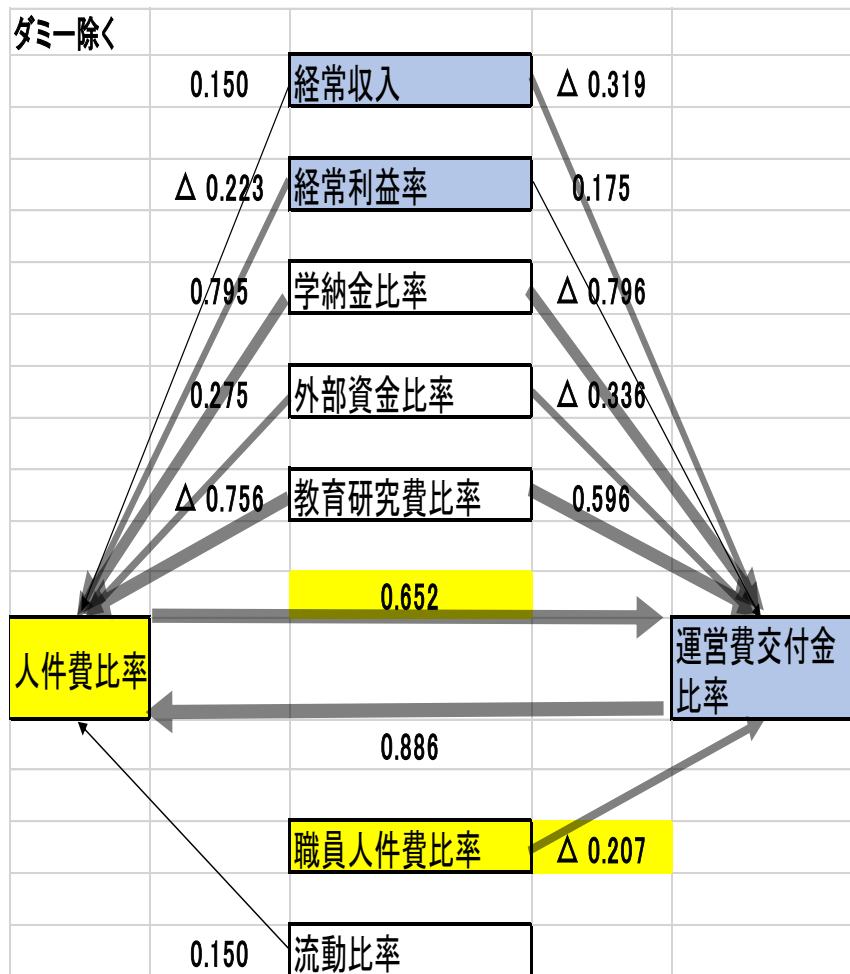 ダミー除く
0.150 経常収入 Δ 0.319
Δ 0.223 経常利益率 0.175
0.795 学納金比率 Δ 0.796
0.275 外部資金比率 Δ 0.336
Δ 0.756 教育研究費比率 0.596
0.652
人件費比率
運営費交付金
比率
0.886
職員人件費比率 Δ 0.207
0.150 流動比率